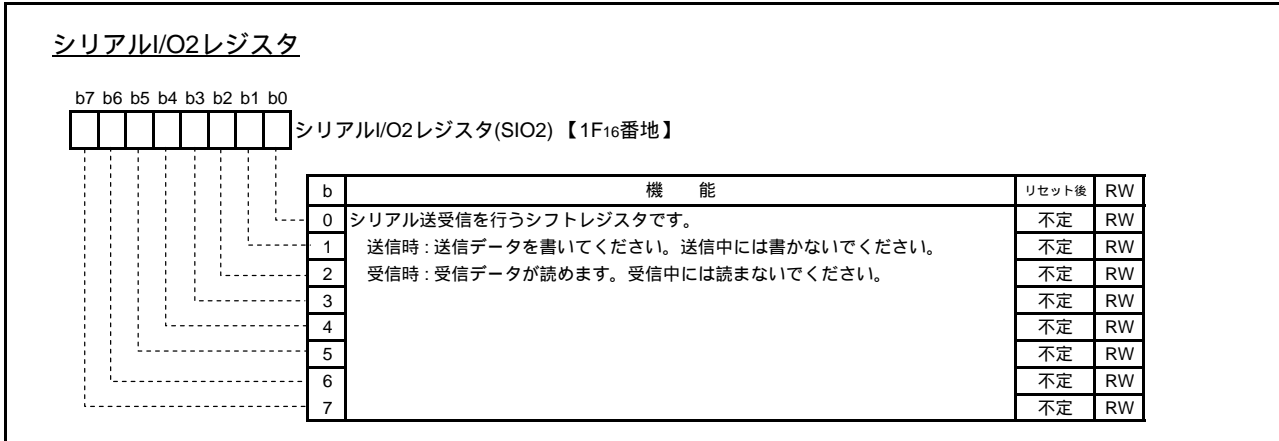 シリアルI/O2レジスタ
b7 b6 b5 b4 b3 b2 b1 b0
シリアルI/O2レジスタ(SIO2) 【1F16番地】
b 機 能 リセット後 RW
0 シリアル送受信を行うシフトレジスタです。 不定 RW
1 送信時 : 送信データを書いてください。送信中には書かないでください。 不定 RW
2 受信時 : 受信データが読めます。受信中には読まないでください。 不定 RW
3 不定 RW
4 不定 RW
5 不定 RW
6 不定 RW
7 不定 RW